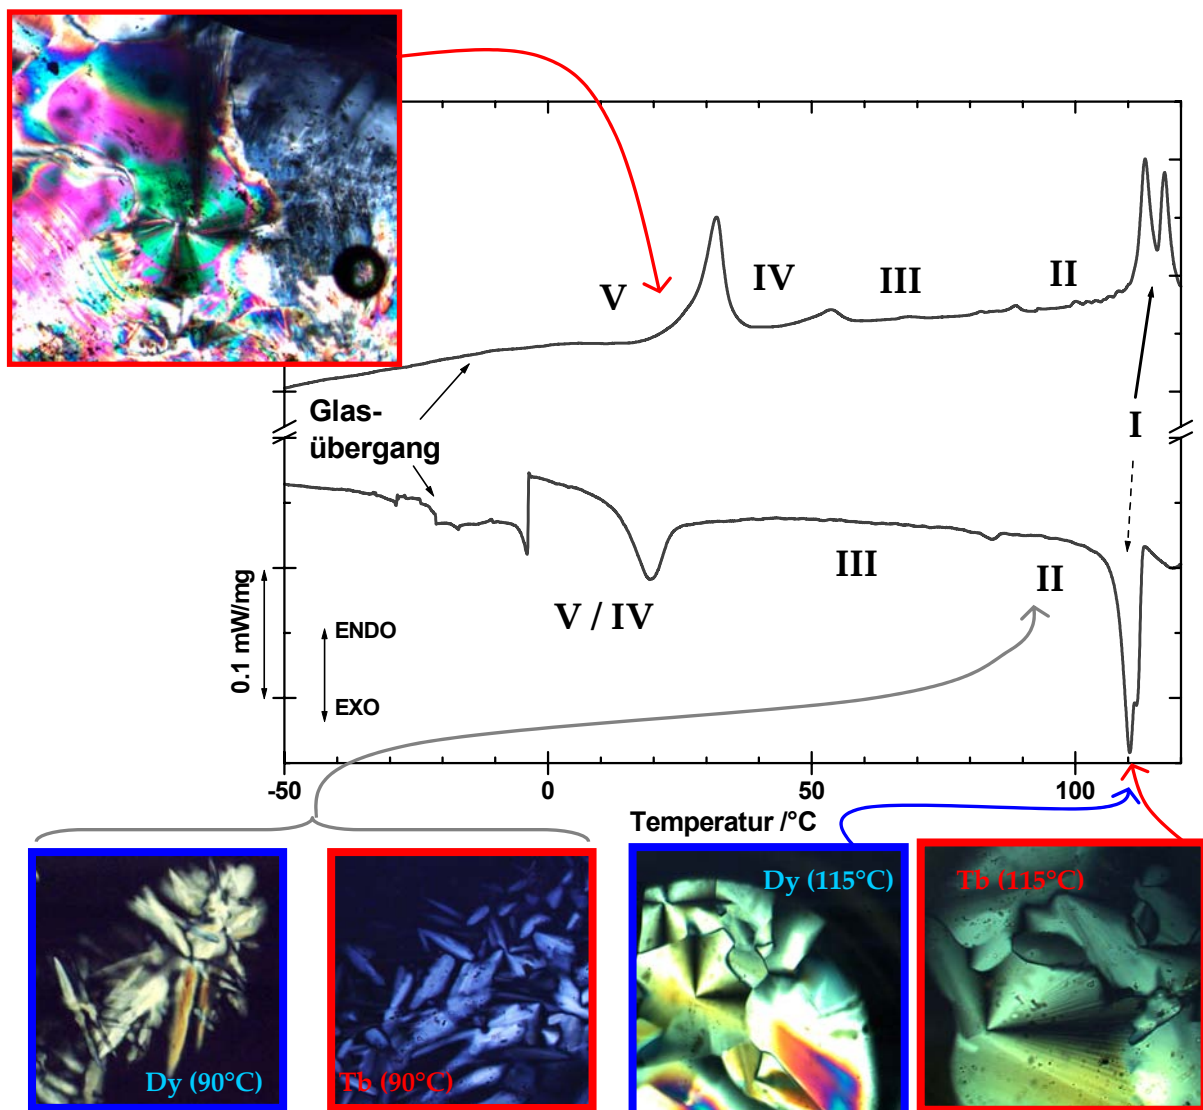 V
IV
III
II
I
Glas-
übergang
V / IV
III
II
0.1 mW/mg
ENDO
EXO
-50
0
50
100
Temperatur /°C
Dy (90°C)
Tb (90°C)
Dy (115°C)
Tb (115°C)